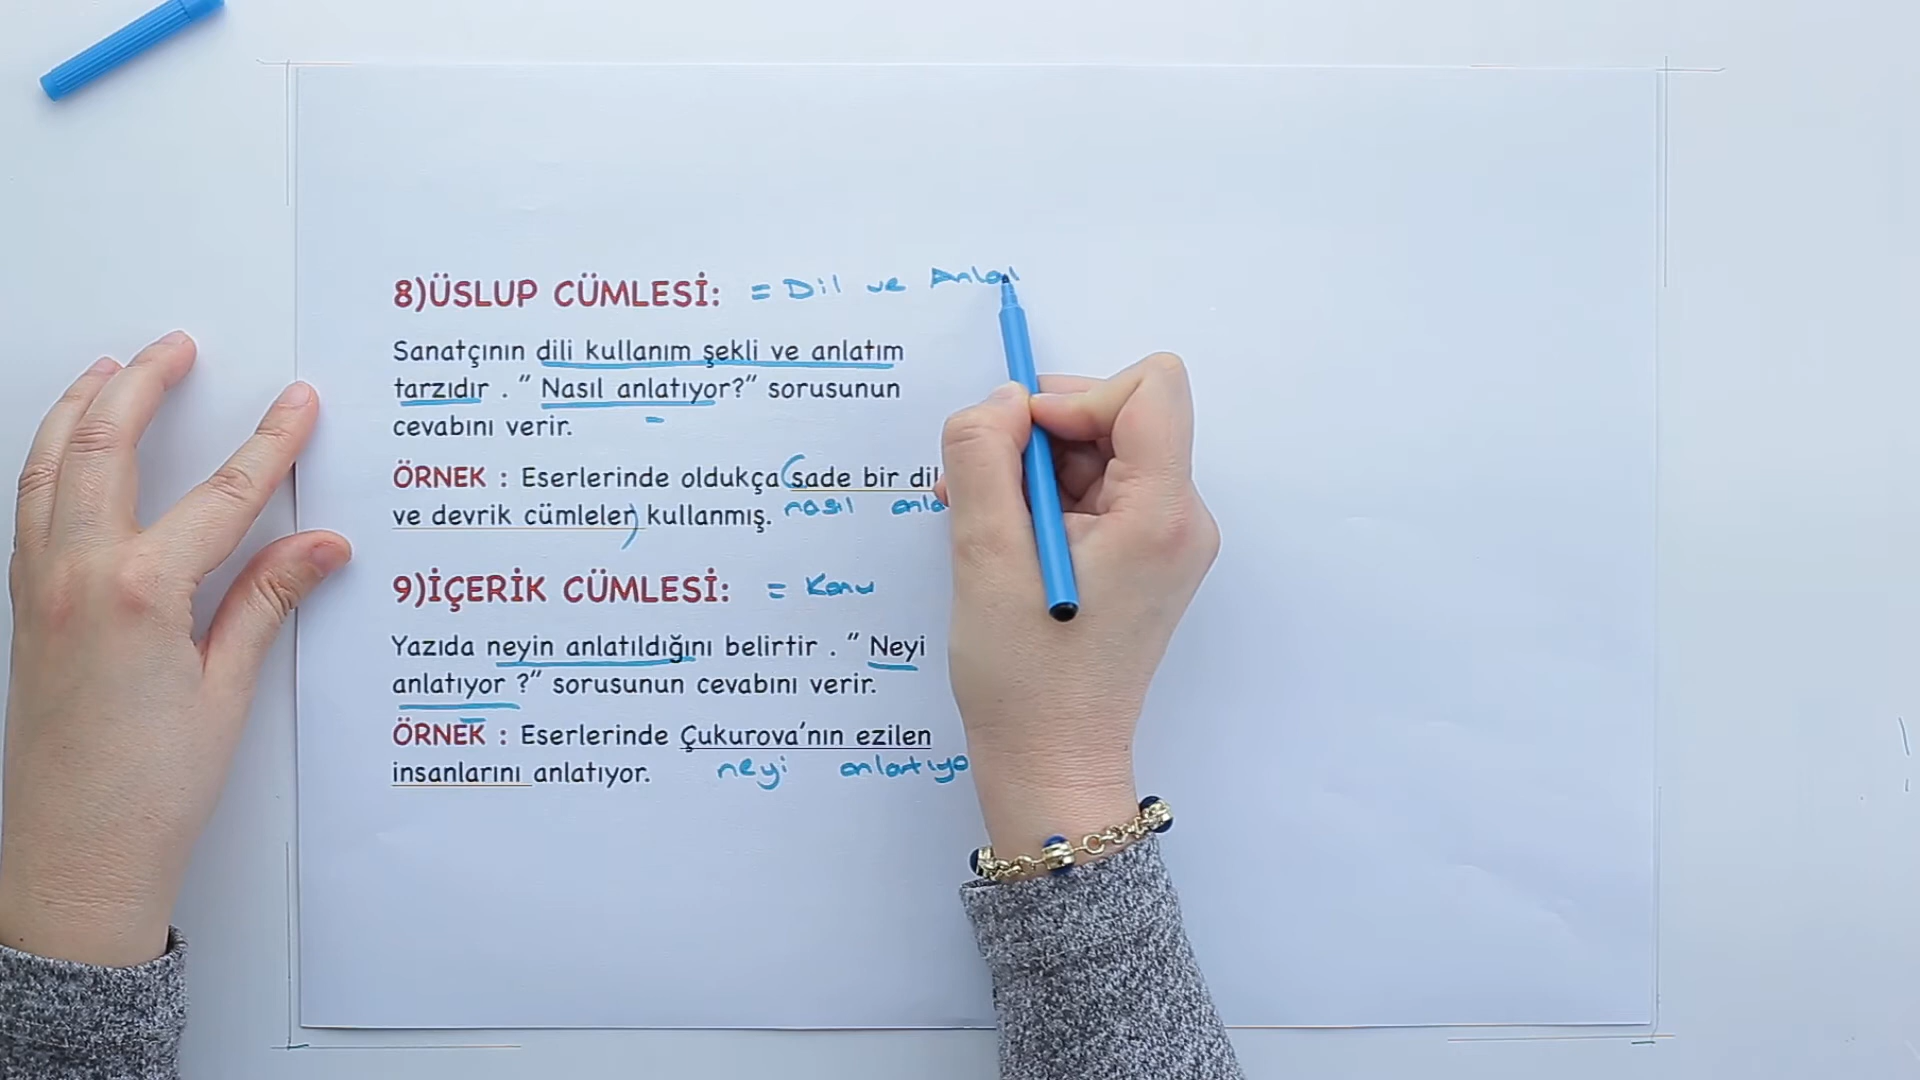 8)ÜSLUP CÜMLESİ: = Dil ve
Sanatçının dili kullanım şekli ve anlatım
tarzıdır . " Nasıl anlatıyor?" sorusunun
cevabını verir.
ÖRNEK : Eserlerinde oldukça (sade bir dil
ve devrik cümleler) kullanmış. nasıl
9)İÇERİK CÜMLESİ: = Konu
Yazıda neyin anlatıldığını belirtir . " Neyi
anlatıyor ?" sorusunun cevabını verir.
ÖRNEK : Eserlerinde Çukurova'nın ezilen
insanlarını anlatıyor. neyi anlatıyo